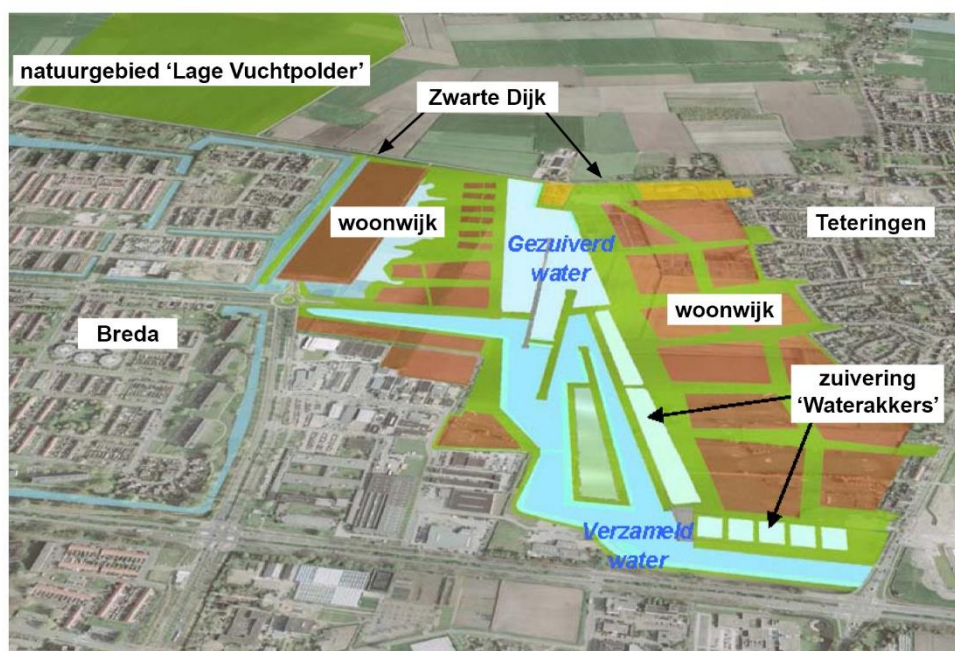 natuurgebied ‘Lage Vuchtpolder’
Zwarte Dijk
woonwijk
Teteringen
Gezuiverd
water
Breda
woonwijk
zuivering
‘Waterakkers’
Verzameld
water